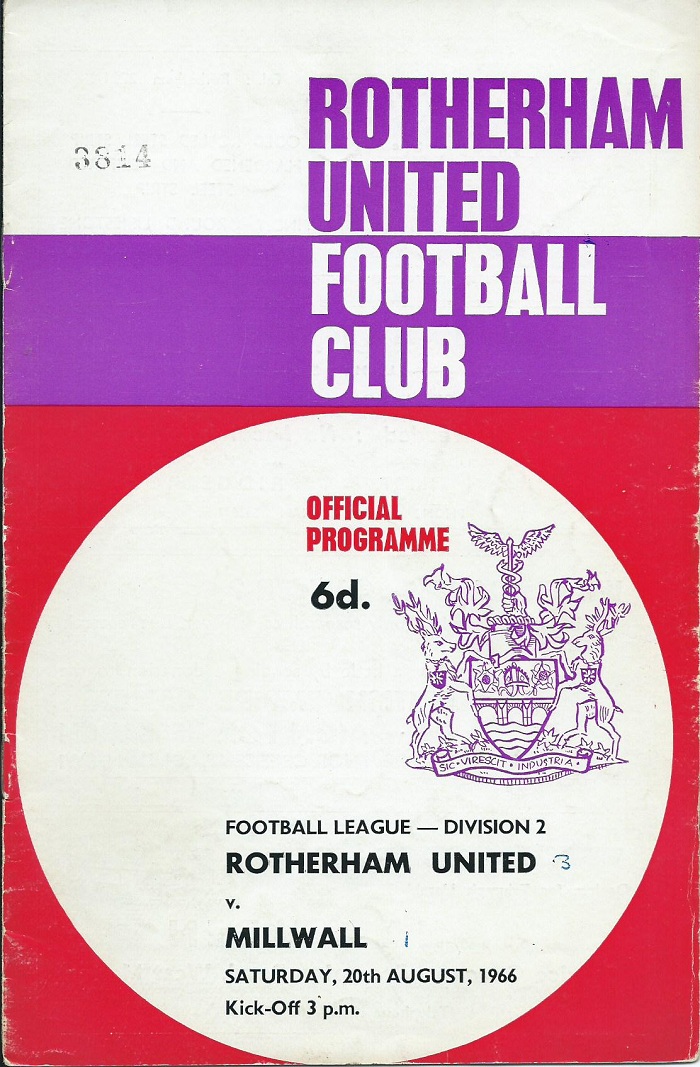 3814
ROTHERHAM
UNITED
FOOTBALL
CLUB
OFFICIAL
PROGRAMME
6d.
SIC · VIRESCIT · INDUSTRIA ·
FOOTBALL LEAGUE — DIVISION 2
ROTHERHAM UNITED 3
v.
MILLWALL 1
SATURDAY, 20th AUGUST, 1966
Kick-Off 3 p.m.